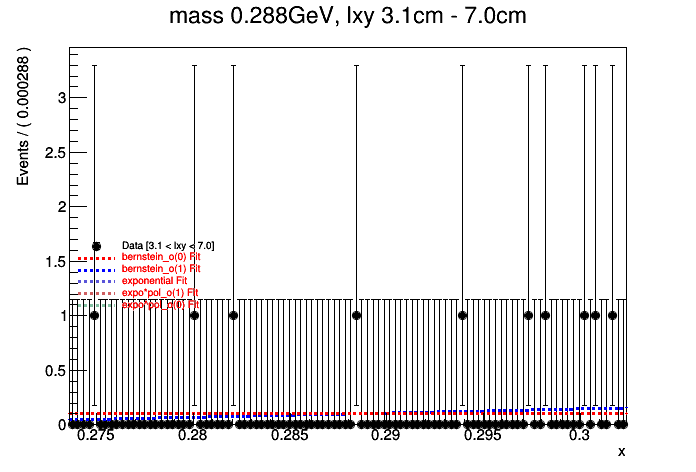 mass 0.288GeV, lxy 3.1cm - 7.0cm
Events / ( 0.000288 )
3
2.5
2
1.5
1
0.5
0
Data [3.1 < lxy < 7.0]
bernstein_o(0) Fit
bernstein_o(1) Fit
exponential Fit
expo*pol_o(1) Fit
expo*pol_o(0) Fit
0.275 0.28 0.285 0.29 0.295 0.3
x